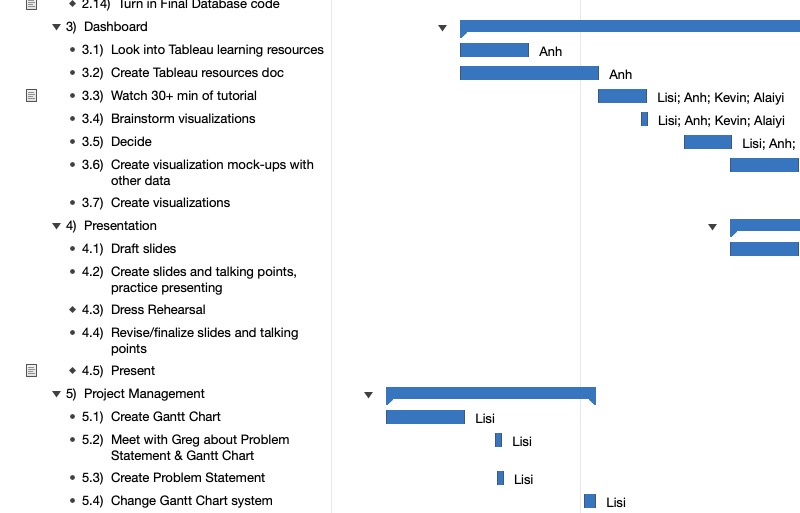 2.14) Turn in Final Database code
3) Dashboard
3.1) Look into Tableau learning resources Anh
3.2) Create Tableau resources doc Anh
3.3) Watch 30+ min of tutorial Lisi; Anh; Kevin; Alaiyi
3.4) Brainstorm visualizations Lisi; Anh; Kevin; Alaiyi
3.5) Decide Lisi; Anh;
3.6) Create visualization mock-ups with
other data
3.7) Create visualizations
4) Presentation
4.1) Draft slides
4.2) Create slides and talking points,
practice presenting
4.3) Dress Rehearsal
4.4) Revise/finalize slides and talking
points
4.5) Present
5) Project Management
5.1) Create Gantt Chart Lisi
5.2) Meet with Greg about Problem Lisi
Statement & Gantt Chart
5.3) Create Problem Statement Lisi
5.4) Change Gantt Chart system Lisi